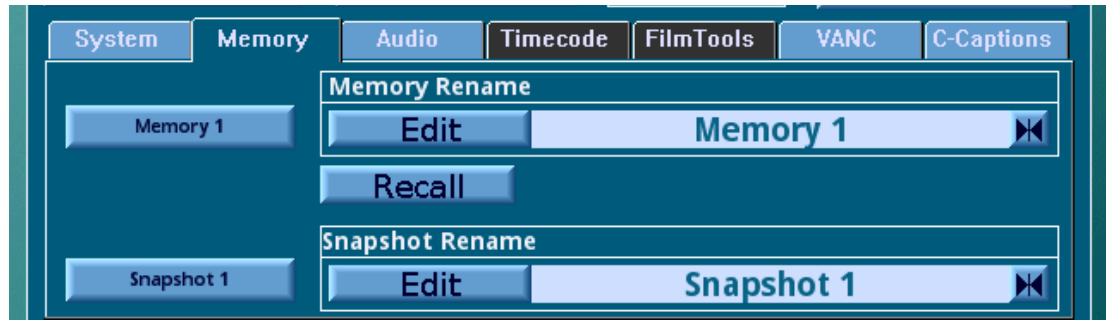 System Memory Audio Timecode FilmTools VANC C-Captions
Memory Rename
Memory 1 Edit Memory 1
Recall
Snapshot Rename
Snapshot 1 Edit Snapshot 1